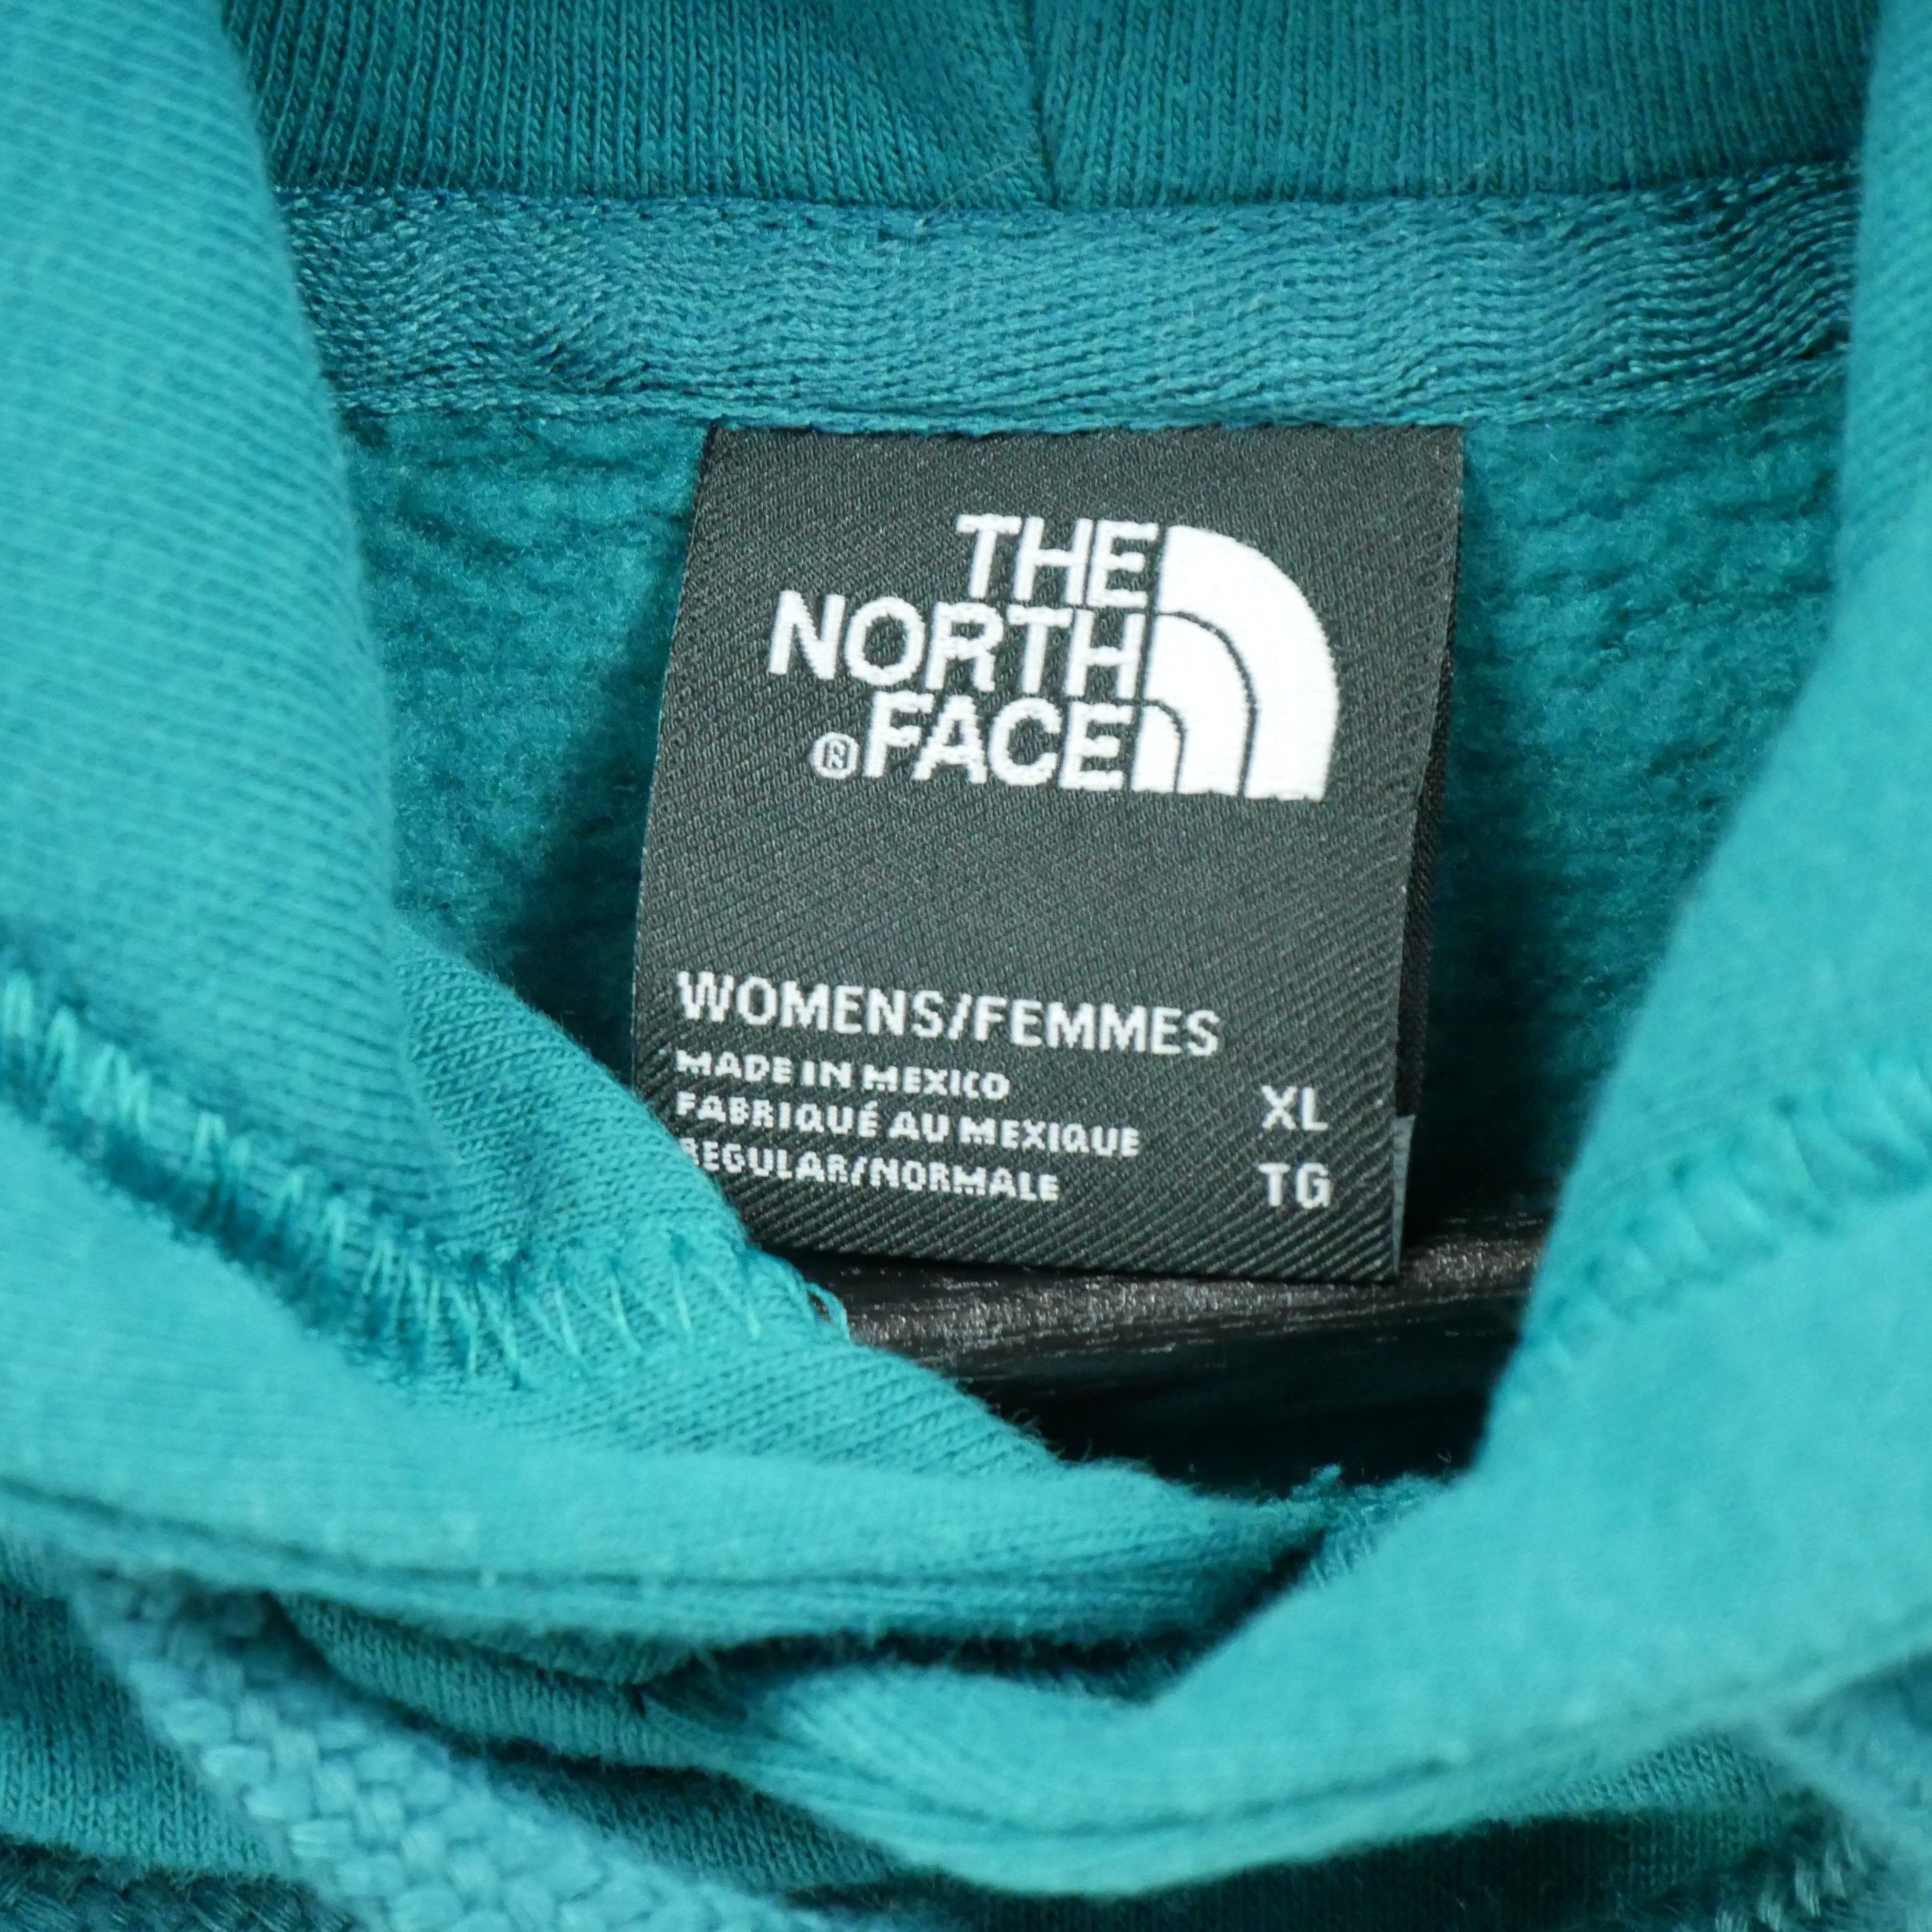 THE
NORTH
®FACE
WOMENS/FEMMES
MADE IN MEXICO
FABRIQUÉ AU MEXIQUE
REGULAR/NORMALE
XL
TG